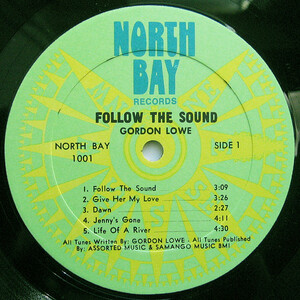 NORTH
BAY
RECORDS
FOLLOW THE SOUND
GORDON LOWE
NORTH BAY SIDE 1
1001
1. Follow The Sound 3:09
2. Give Her My Love 3:26
3. Dawn 2:27
4. Jenny's Gone 4:11
5. Life Of A River 4:30
All Tunes Written By: GORDON LOWE - All Tunes Published
By: ASSORTED MUSIC & SAMANGO MUSIC BMI